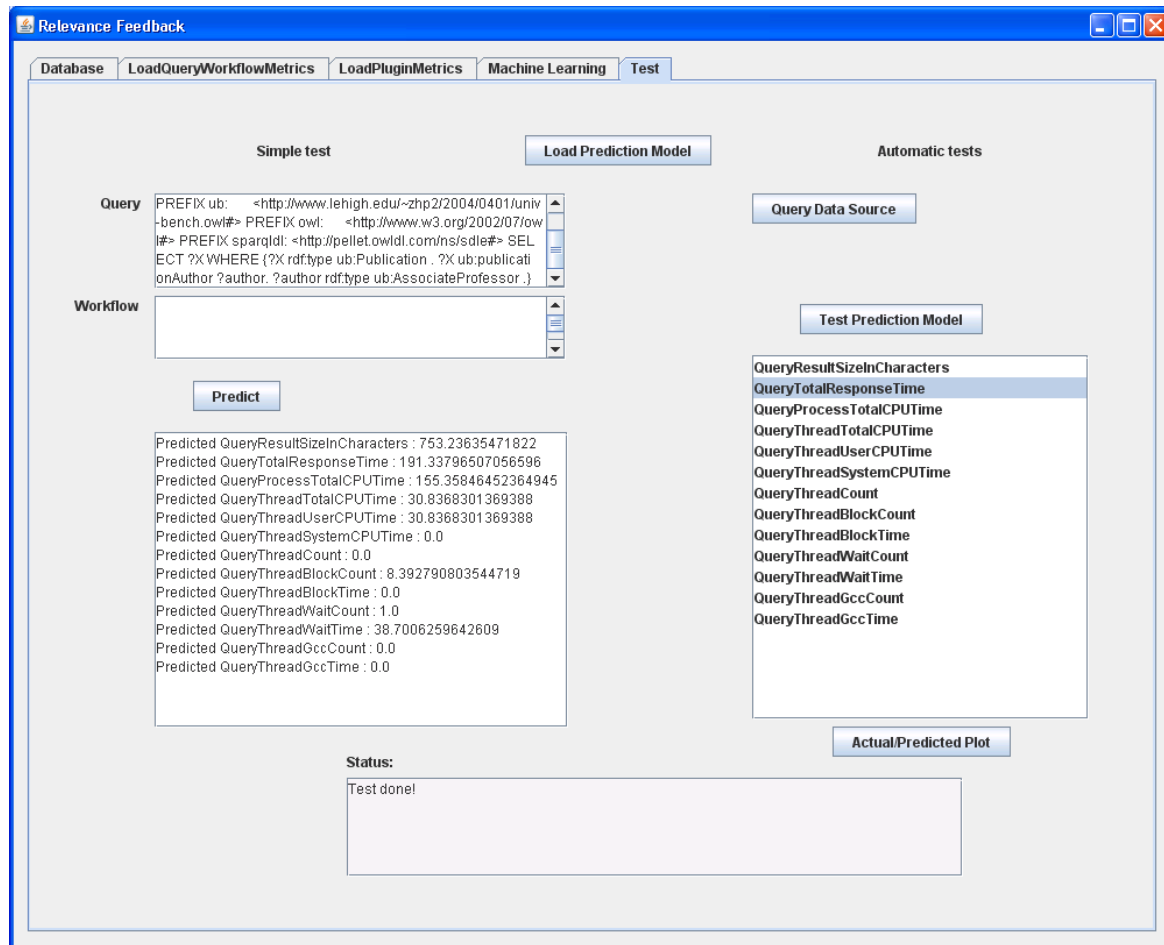 Relevance Feedback
Database LoadQueryWorkflowMetrics LoadPluginMetrics Machine Learning Test
Simple test
Load Prediction Model
Automatic tests
Query
PREFIX ub: <http://www.lehigh.edu/~zhp2/2004/0401/univ
-bench.owl#> PREFIX owl: <http://www.w3.org/2002/07/ow
l#> PREFIX sparqldl: <http://pellet.owldl.com/ns/sdle#> SEL
ECT ?X WHERE {?X rdf:type ub:Publication . ?X ub:publicati
onAuthor ?author. ?author rdf:type ub:AssociateProfessor .}
Query Data Source
Workflow
Test Prediction Model
Predict
Predicted QueryResultSizeInCharacters : 753.23635471822
Predicted QueryTotalResponseTime : 191.33796507056596
Predicted QueryProcessTotalCPUTime : 155.35846452364945
Predicted QueryThreadTotalCPUTime : 30.8368301369388
Predicted QueryThreadUserCPUTime : 30.8368301369388
Predicted QueryThreadSystemCPUTime : 0.0
Predicted QueryThreadCount : 0.0
Predicted QueryThreadBlockCount : 8.392790803544719
Predicted QueryThreadBlockTime : 0.0
Predicted QueryThreadWaitCount : 1.0
Predicted QueryThreadWaitTime : 38.7006259642609
Predicted QueryThreadGccCount : 0.0
Predicted QueryThreadGccTime : 0.0
QueryResultSizeInCharacters
QueryTotalResponseTime
QueryProcessTotalCPUTime
QueryThreadTotalCPUTime
QueryThreadUserCPUTime
QueryThreadSystemCPUTime
QueryThreadCount
QueryThreadBlockCount
QueryThreadBlockTime
QueryThreadWaitCount
QueryThreadWaitTime
QueryThreadGccCount
QueryThreadGccTime
Actual/Predicted Plot
Status:
Test done!